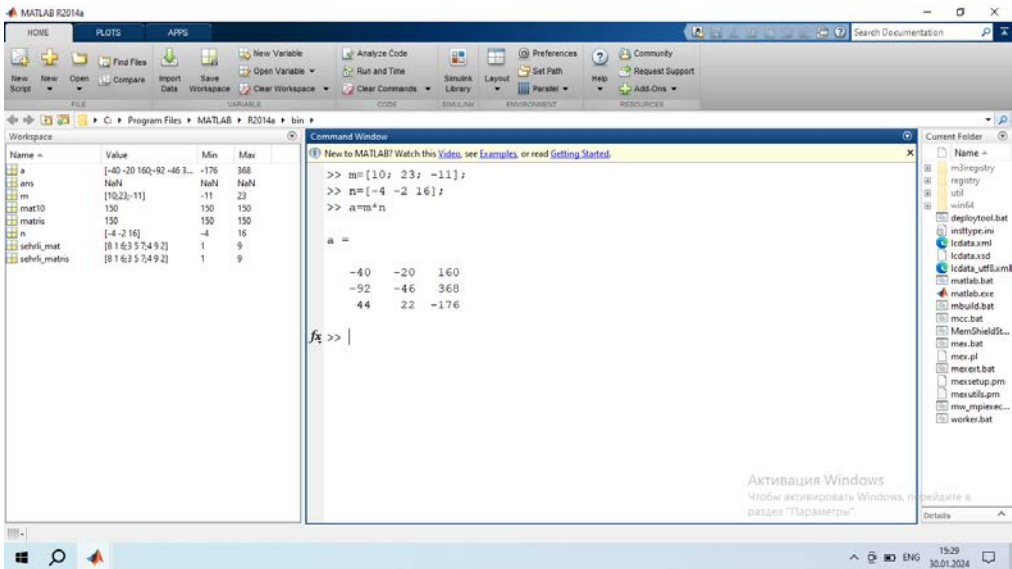 MATLAB R2014a
HOME PLOTS APPS Search Documentation
New Script New Open Find Files Compare Import Data Save Workspace New Variable Open Variable Clear Workspace Analyze Code Run and Time Clear Commands Simulink Library Layout Preferences Set Path Parallel Help Community Request Support Add-Ons
FILE VARIABLE CODE SIMULINK ENVIRONMENT RESOURCES
C: Program Files MATLAB R2014a bin
Workspace
Name Value Min Max
a [-40 -20 160;-92 -46 3... -176 368
ans NaN NaN NaN
m [10;23;-11] -11 23
mat10 150 150 150
matris 150 150 150
n [-4 -2 16] -4 16
sehrli_mat [8 1 6;3 5 7;4 9 2] 1 9
sehrli_matris [8 1 6;3 5 7;4 9 2] 1 9
Command Window
New to MATLAB? Watch this Video, see Examples, or read Getting Started.
>> m=[10; 23; -11];
>> n=[-4 -2 16];
>> a=m*n
a =
-40 -20 160
-92 -46 368
44 22 -176
fx >>
Current Folder
Name
m3iregistry
registry
util
win64
deploytool.bat
insttype.ini
lcdata.xml
lcdata.xsd
lcdata_utf8.xml
matlab.bat
matlab.exe
mbuild.bat
mcc.bat
MemShieldSt...
mex.bat
mex.pl
mexext.bat
mexsetup.pm
mexutils.pm
mw_mpiexec...
worker.bat
Details
Активация Windows
Чтобы активировать Windows, перейдите в
раздел "Параметры".
ENG 15:29
30.01.2024